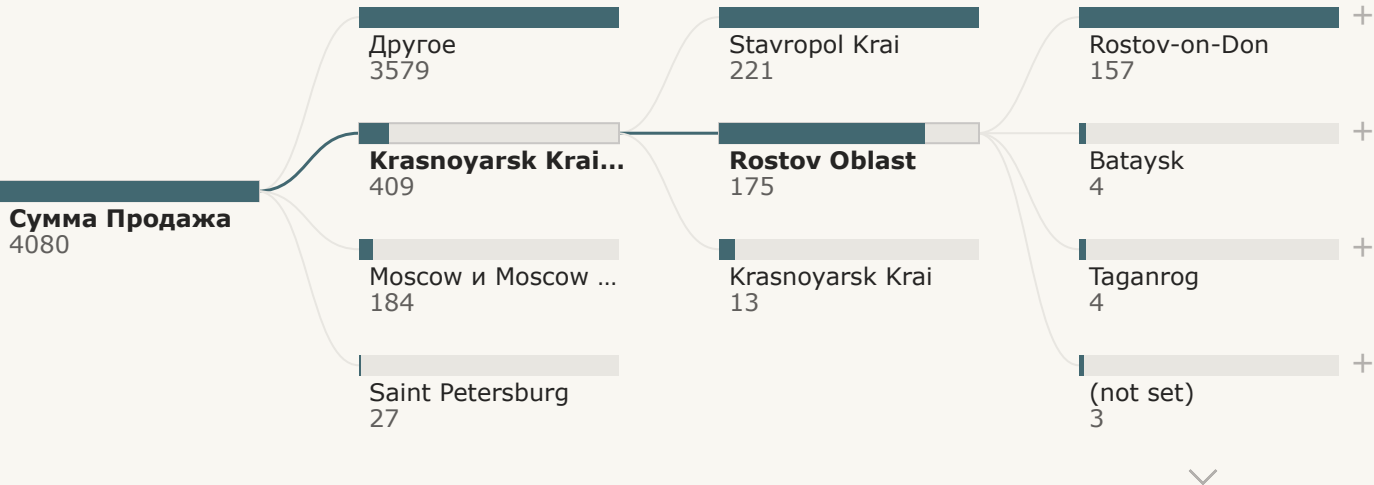 Сумма Продажа
4080
Другое
3579
Krasnoyarsk Krai...
409
Moscow и Moscow ...
184
Saint Petersburg
27
Stavropol Krai
221
Rostov Oblast
175
Krasnoyarsk Krai
13
Rostov-on-Don
157
Bataysk
4
Taganrog
4
(not set)
3